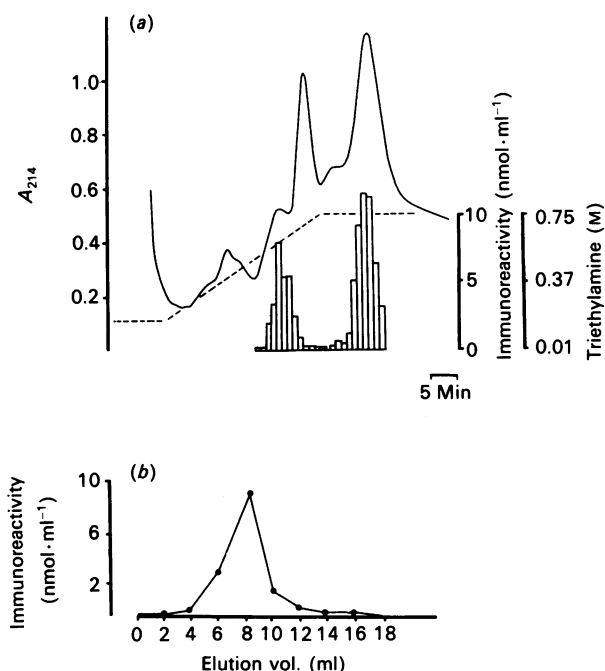 (a)
1.0
0.8
0.6
0.4
0.2
A214
10
5
0
Immunoreactivity (nmol·ml⁻¹)
0.75
0.37
0.01
Triethylamine (M)
5 Min
(b)
10
6
2
Immunoreactivity
(nmol·ml⁻¹)
0 2 4 6 8 10 12 14 16 18
Elution vol. (ml)